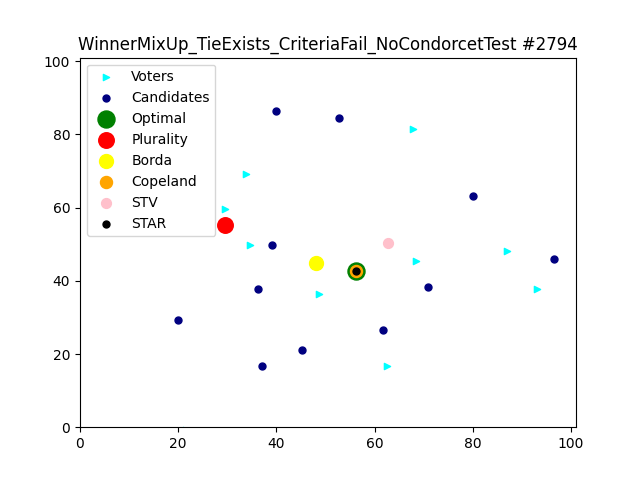 WinnerMixUp_TieExists_CriteriaFail_NoCondorcetTest #2794
100
80
60
40
20
0
0 20 40 60 80 100
Voters
Candidates
Optimal
Plurality
Borda
Copeland
STV
STAR